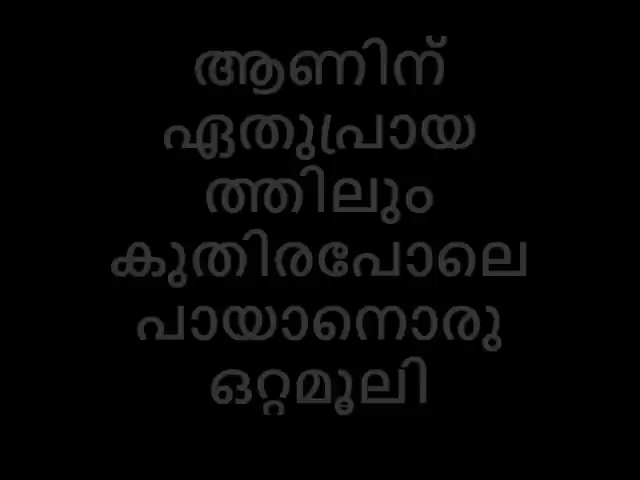 ആണിന്
ഏതുപ്രായ
ത്തിലും
കുതിരപോലെ
പായാനൊരു
ഒറ്റമൂലി